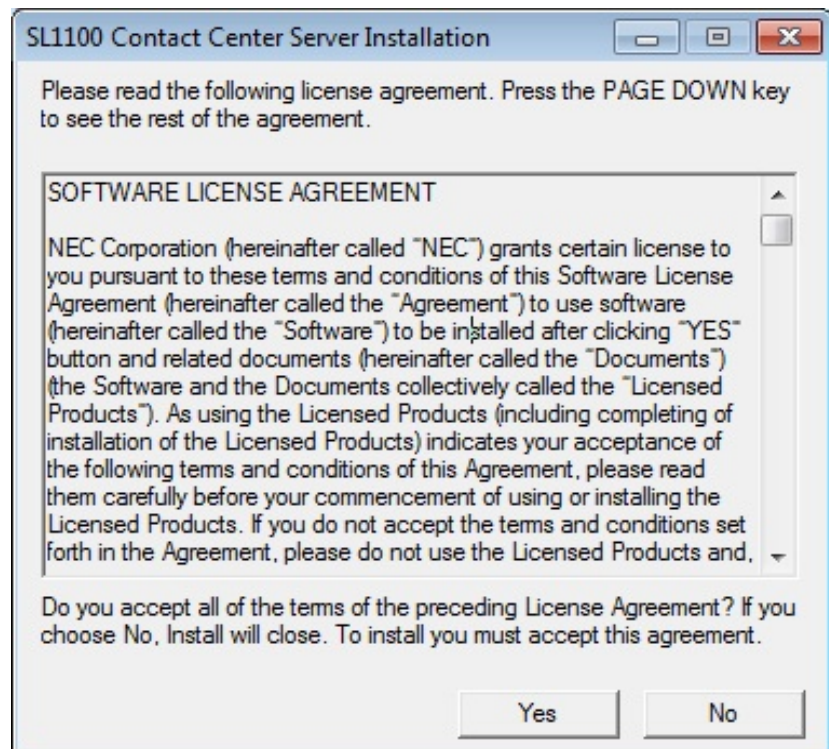 SL1100 Contact Center Server Installation
Please read the following license agreement. Press the PAGE DOWN key
to see the rest of the agreement.
SOFTWARE LICENSE AGREEMENT
NEC Corporation (hereinafter called "NEC") grants certain license to
you pursuant to these terms and conditions of this Software License
Agreement (hereinafter called the "Agreement") to use software
(hereinafter called the "Software") to be installed after clicking "YES"
button and related documents (hereinafter called the "Documents")
(the Software and the Documents collectively called the "Licensed
Products"). As using the Licensed Products (including completing of
installation of the Licensed Products) indicates your acceptance of
the following terms and conditions of this Agreement, please read
them carefully before your commencement of using or installing the
Licensed Products. If you do not accept the terms and conditions set
forth in the Agreement, please do not use the Licensed Products and,
Do you accept all of the terms of the preceding License Agreement? If you
choose No, Install will close. To install you must accept this agreement.
Yes
No